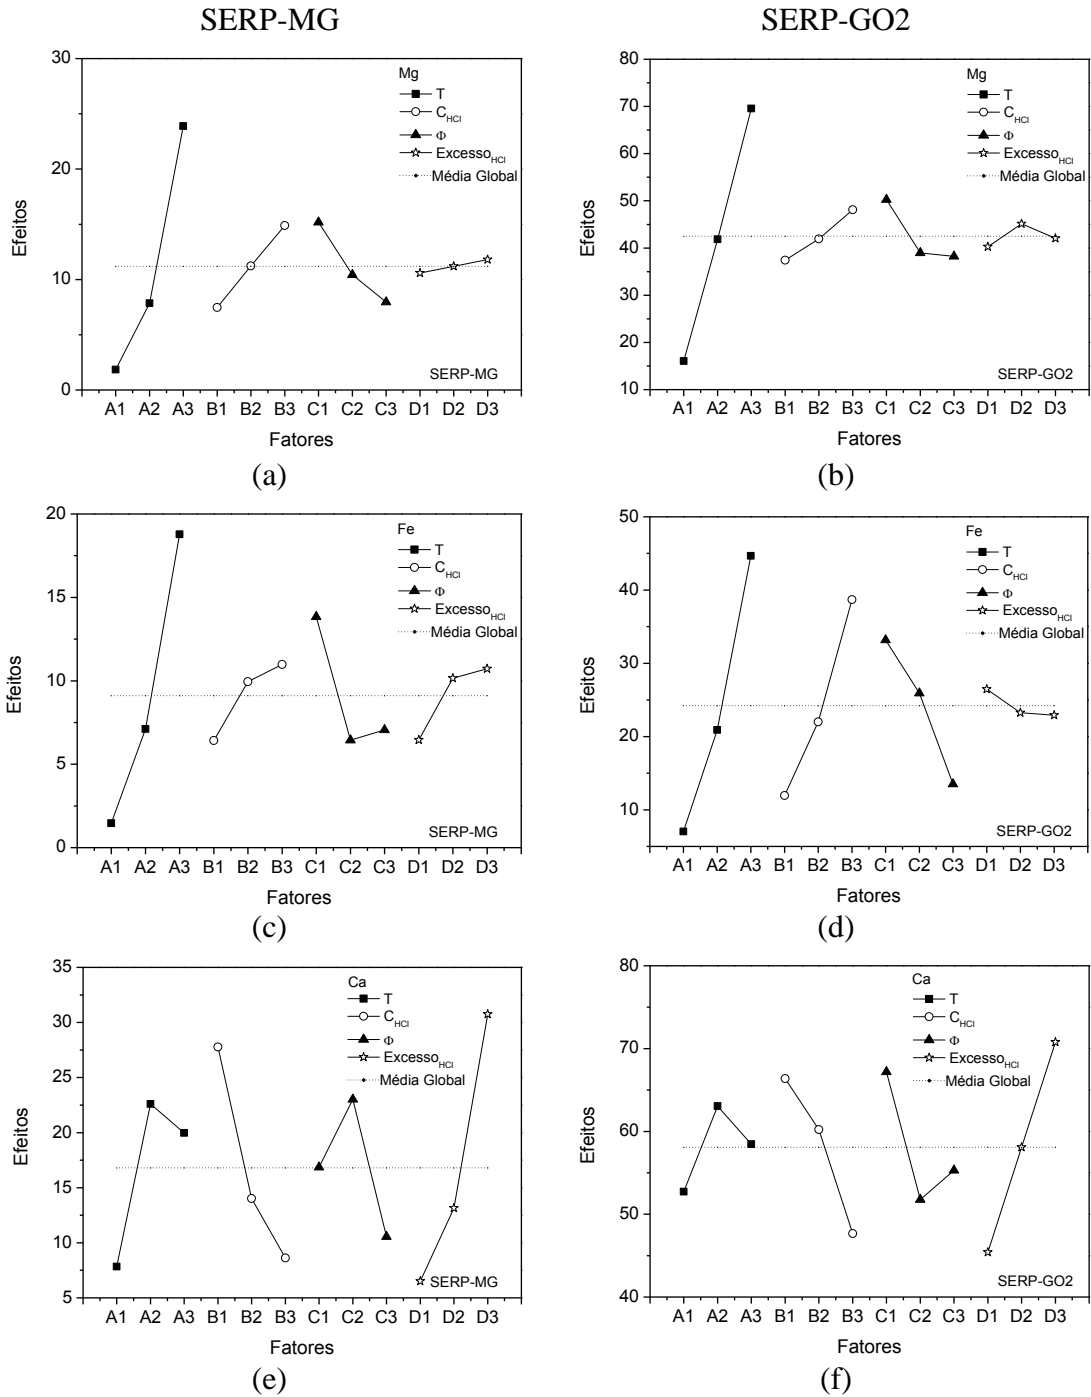 SERP-MG
SERP-GO2
Efeitos
30
20
10
0
Mg
T
C_HCl
Φ
Excesso_HCl
Média Global
SERP-MG
A1 A2 A3 B1 B2 B3 C1 C2 C3 D1 D2 D3
Fatores
(a)
Efeitos
80
70
60
50
40
30
20
10
Mg
T
C_HCl
Φ
Excesso_HCl
Média Global
SERP-GO2
A1 A2 A3 B1 B2 B3 C1 C2 C3 D1 D2 D3
Fatores
(b)
Efeitos
20
15
10
5
0
Fe
T
C_HCl
Φ
Excesso_HCl
Média Global
SERP-MG
A1 A2 A3 B1 B2 B3 C1 C2 C3 D1 D2 D3
Fatores
(c)
Efeitos
50
40
30
20
10
Fe
T
C_HCl
Φ
Excesso_HCl
Média Global
SERP-GO2
A1 A2 A3 B1 B2 B3 C1 C2 C3 D1 D2 D3
Fatores
(d)
Efeitos
35
30
25
20
15
10
5
Ca
T
C_HCl
Φ
Excesso_HCl
Média Global
SERP-MG
A1 A2 A3 B1 B2 B3 C1 C2 C3 D1 D2 D3
Fatores
(e)
Efeitos
80
70
60
50
40
Ca
T
C_HCl
Φ
Excesso_HCl
Média Global
SERP-GO2
A1 A2 A3 B1 B2 B3 C1 C2 C3 D1 D2 D3
Fatores
(f)